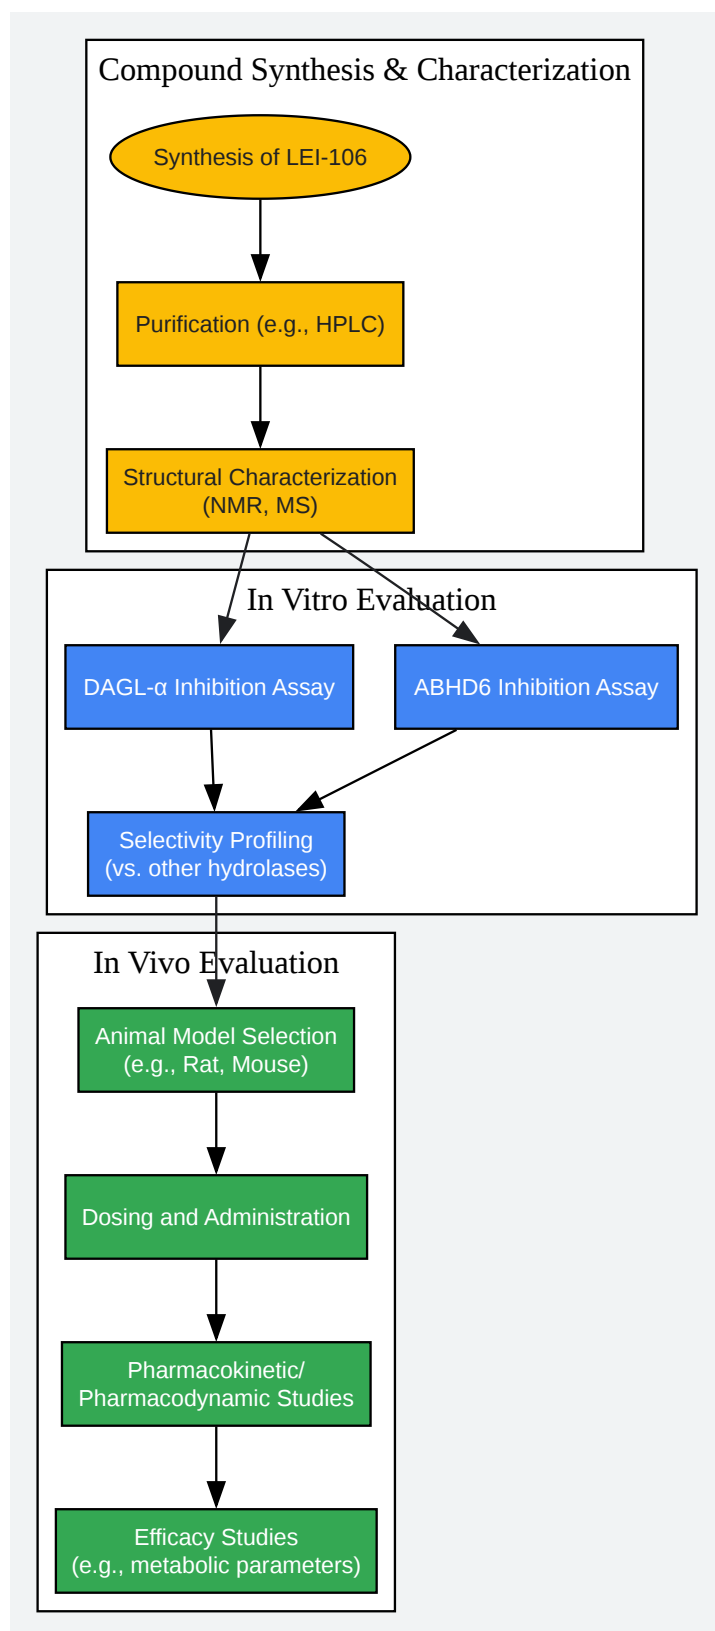 Compound Synthesis & Characterization
Synthesis of LEI-106
Purification (e.g., HPLC)
Structural Characterization
(NMR, MS)
In Vitro Evaluation
DAGL-α Inhibition Assay
ABHD6 Inhibition Assay
Selectivity Profiling
(vs. other hydrolases)
In Vivo Evaluation
Animal Model Selection
(e.g., Rat, Mouse)
Dosing and Administration
Pharmacokinetic/
Pharmacodynamic Studies
Efficacy Studies
(e.g., metabolic parameters)